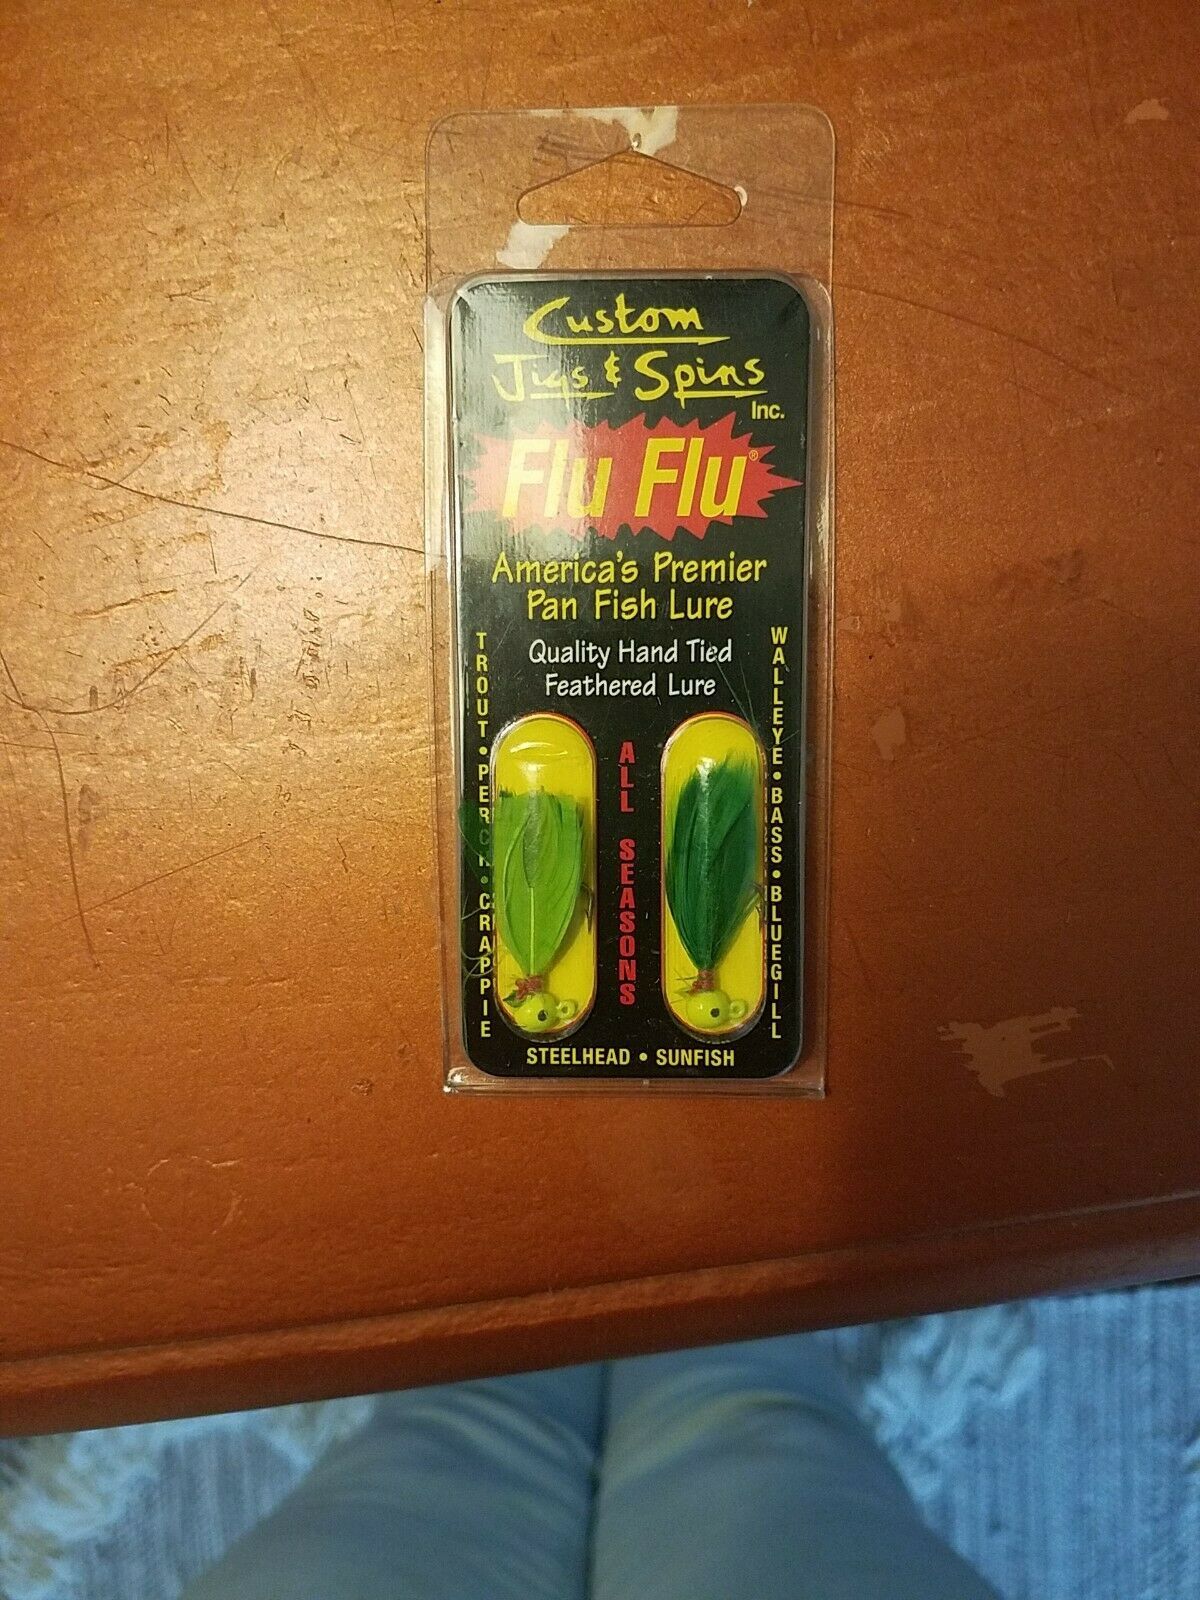 Custom
Jigs & Spins
Inc.
Flu Flu®
America's Premier
Pan Fish Lure
Quality Hand Tied
Feathered Lure
TROUT • PERCH • CRAPPIE
ALL SEASONS
WALLEYE • BASS • BLUEGILL
STEELHEAD • SUNFISH